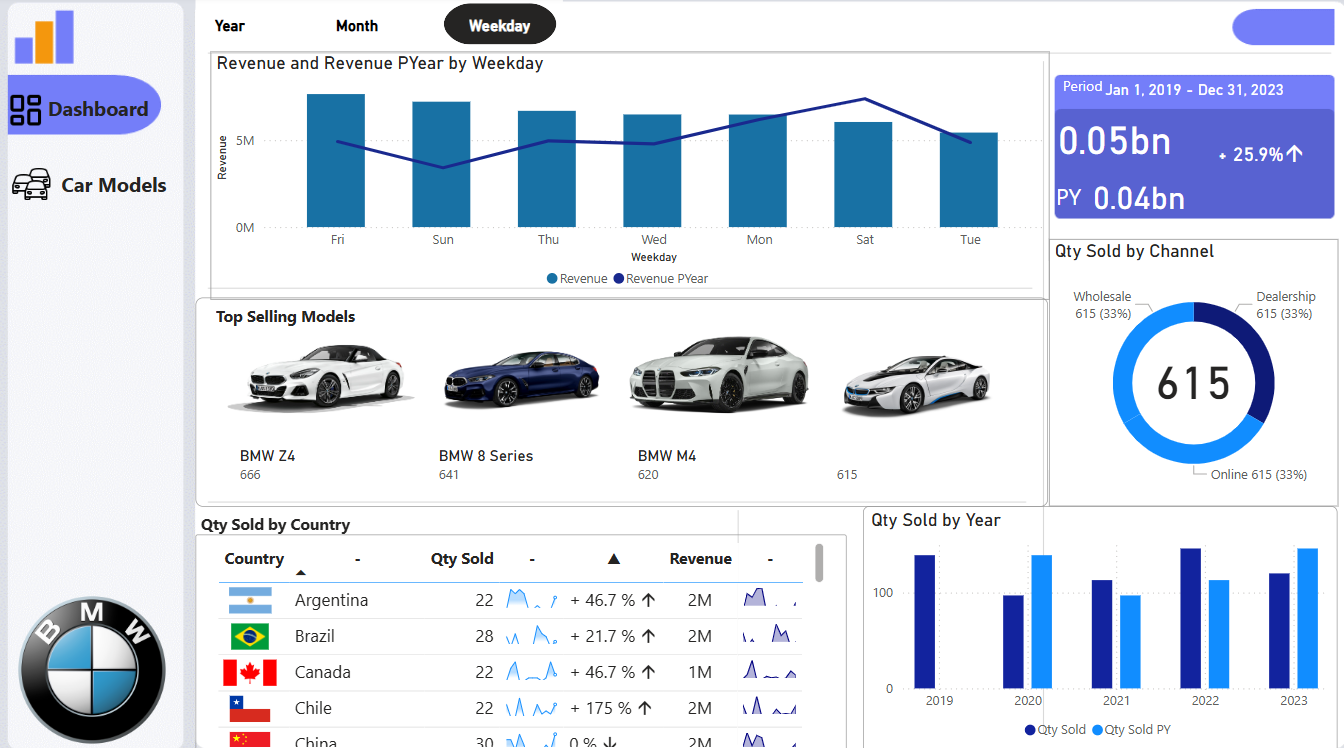 Year Month Weekday
Dashboard
Car Models
BMW
Revenue and Revenue PYear by Weekday
Revenue
5M
0M
Fri Sun Thu Wed Mon Sat Tue
Weekday
Revenue Revenue PYear
Period Jan 1, 2019 - Dec 31, 2023
0.05bn
+ 25.9%
PY 0.04bn
Qty Sold by Channel
Wholesale
615 (33%)
Dealership
615 (33%)
615
Online 615 (33%)
Top Selling Models
BMW Z4
666
BMW 8 Series
641
BMW M4
620
615
Qty Sold by Country
Country - Qty Sold - ▲ Revenue -
Argentina 22 + 46.7 % 2M
Brazil 28 + 21.7 % 2M
Canada 22 + 46.7 % 1M
Chile 22 + 175 % 2M
China 30 0 % 2M
Qty Sold by Year
100
0
2019 2020 2021 2022 2023
Qty Sold Qty Sold PY